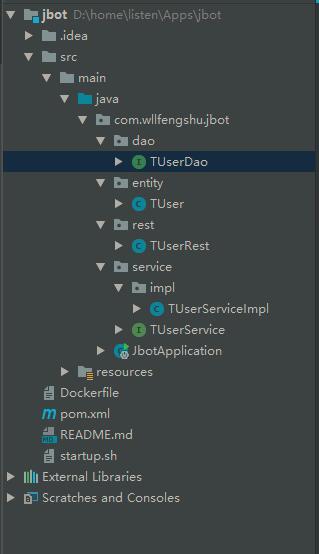 jbot D:\home\listen\Apps\jbot
.idea
src
main
java
com.wllfengshu.jbot
dao
TUserDao
entity
TUser
rest
TUserRest
service
impl
TUserServiceImpl
TUserService
JbotApplication
resources
Dockerfile
pom.xml
README.md
startup.sh
External Libraries
Scratches and Consoles